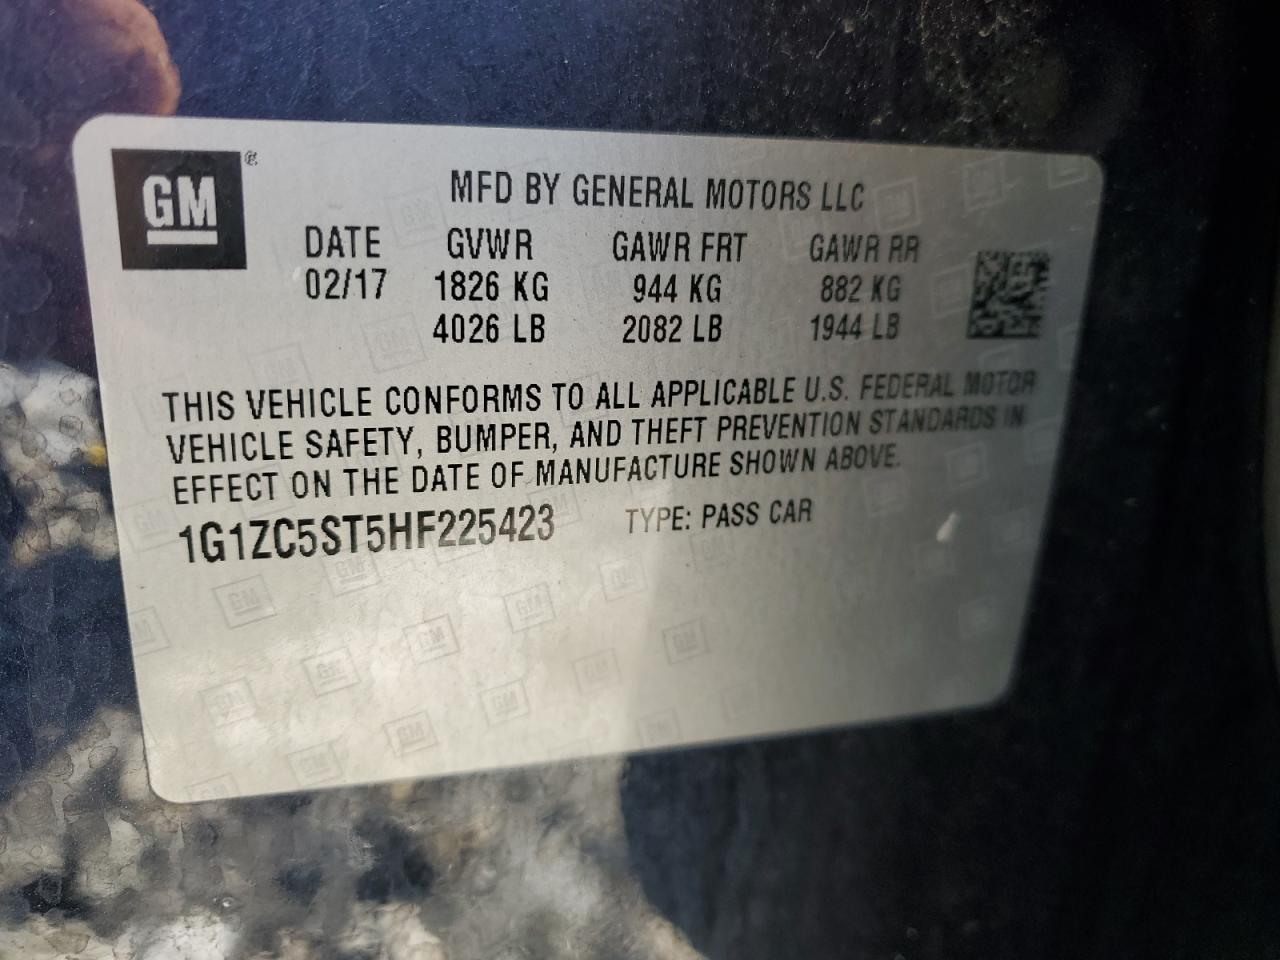 GM®
MFD BY GENERAL MOTORS LLC
DATE GVWR GAWR FRT GAWR RR
02/17 1826 KG 944 KG 882 KG
4026 LB 2082 LB 1944 LB
THIS VEHICLE CONFORMS TO ALL APPLICABLE U.S. FEDERAL MOTOR
VEHICLE SAFETY, BUMPER, AND THEFT PREVENTION STANDARDS IN
EFFECT ON THE DATE OF MANUFACTURE SHOWN ABOVE.
1G1ZC5ST5HF225423 TYPE: PASS CAR